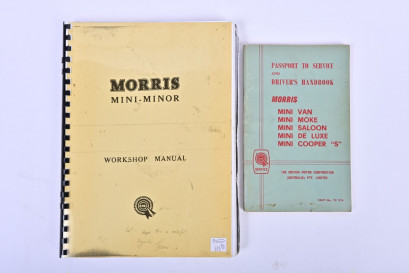 MORRIS
MINI-MINOR
WORKSHOP MANUAL
PASSPORT TO SERVICE
AND
DRIVER'S HANDBOOK
MORRIS
MINI VAN
MINI MOKE
MINI SALOON
MINI DE LUXE
MINI COOPER "S"
SERVICE
THE BRITISH MOTOR CORPORATION
(AUSTRALIA) PTY. LIMITED